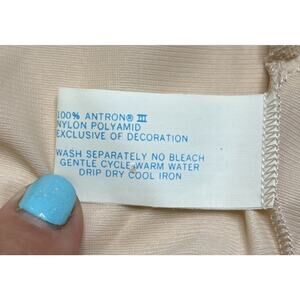 100% ANTRON® III
NYLON POLYAMID
EXCLUSIVE OF DECORATION
WASH SEPARATELY NO BLEACH
GENTLE CYCLE WARM WATER
DRIP DRY COOL IRON